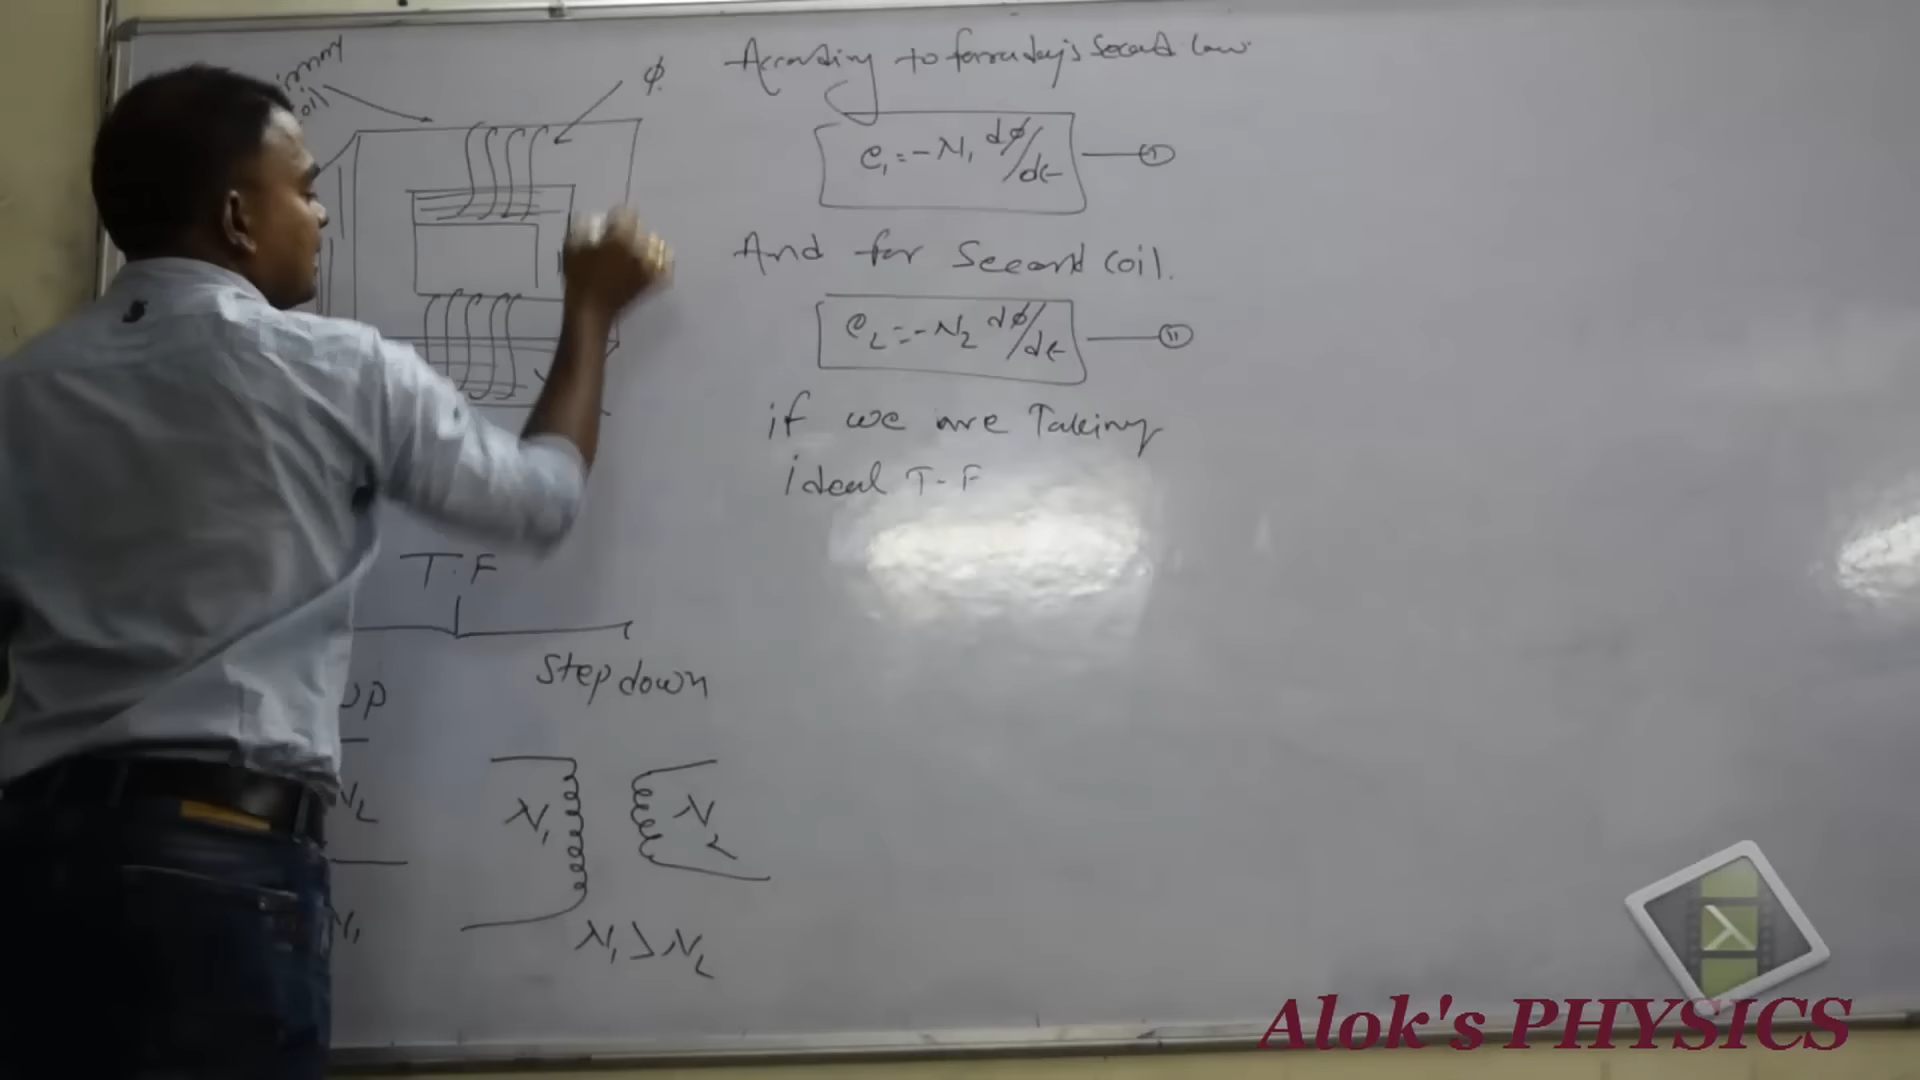 φ
According to farraday's Second Law.
e₁ = -N₁ dφ/dt — I
And for Second Coil.
e₂ = -N₂ dφ/dt — II
if we are Taking
ideal T-F
T.F
UP
Step down
N₂
N₁
N₁
N₂
N₁ > N₂
Alok's PHYSICS